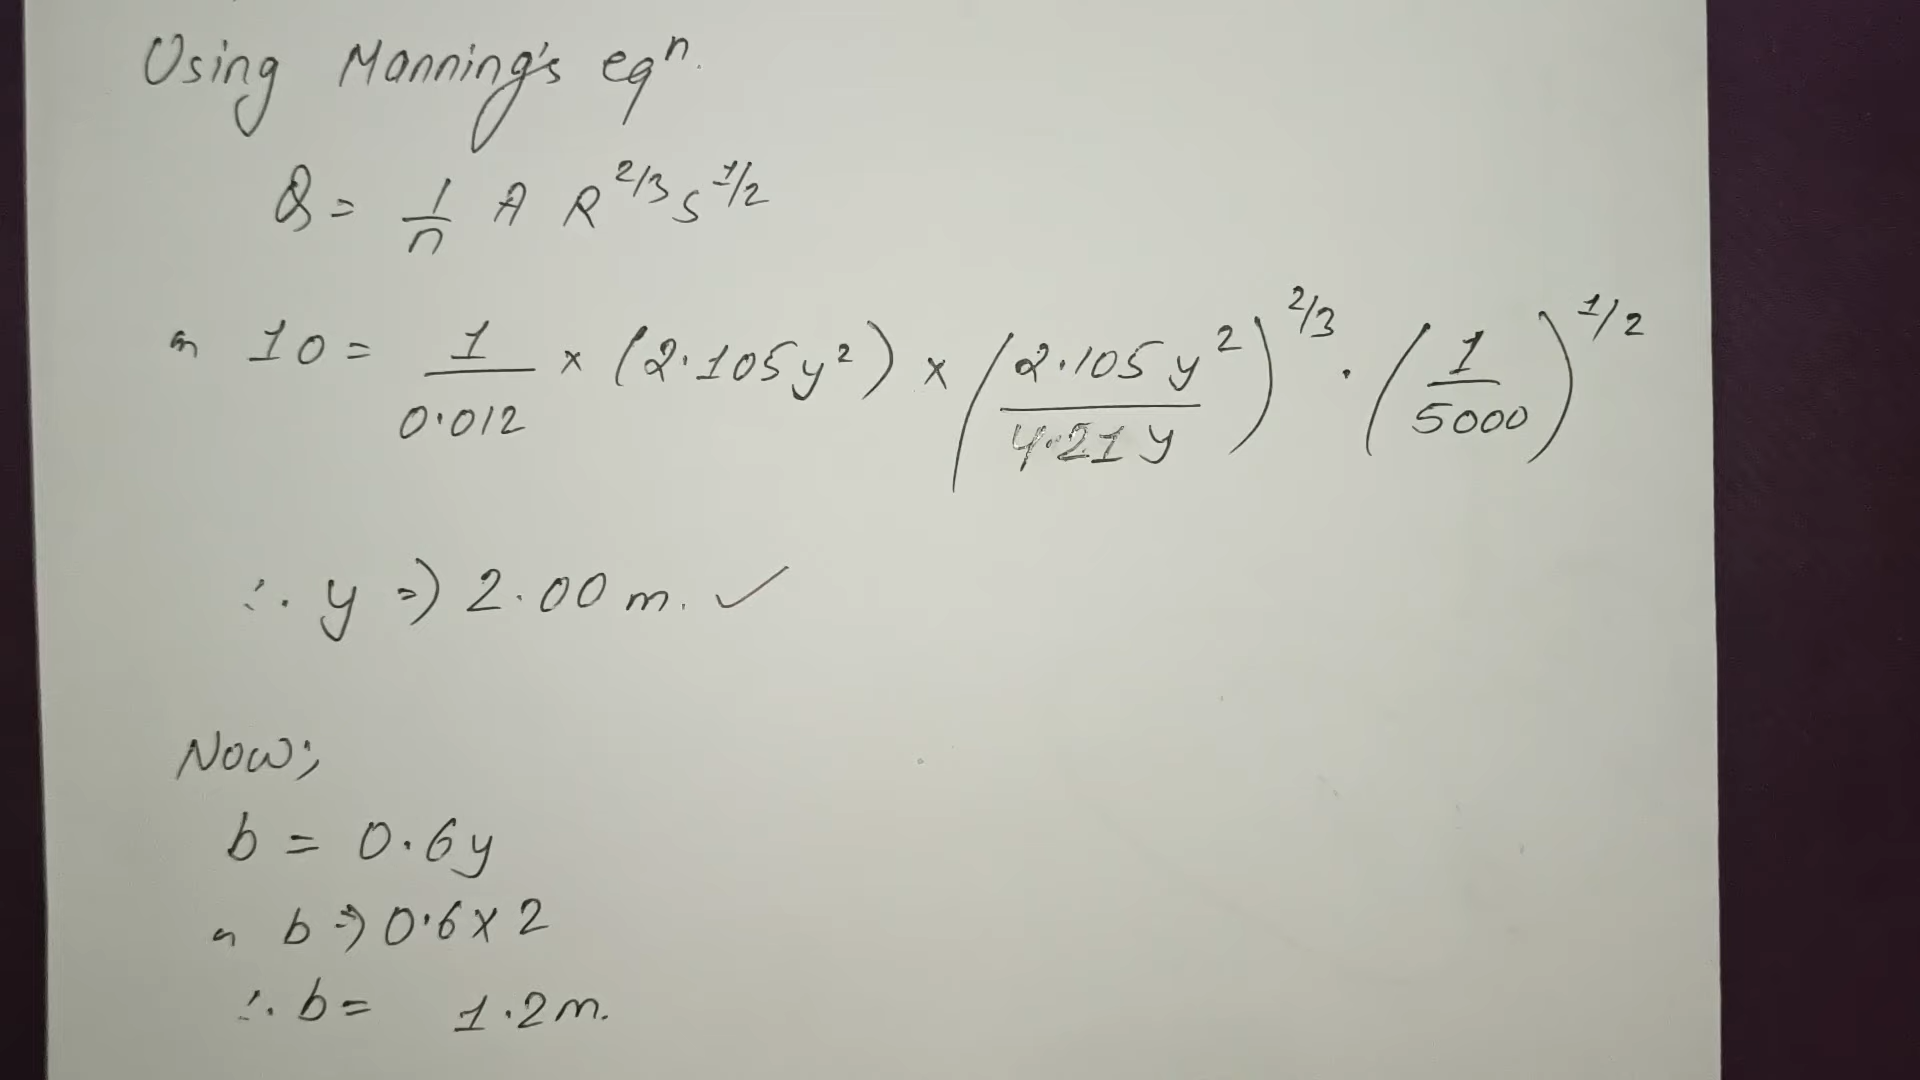 Using Manning's eqⁿ.
Q = 1/n A R^2/3 S^1/2
10 = 1/0.012 × (2.105y²) × (2.105y²/4.21y)^2/3 · (1/5000)^1/2
∴ y ⇒ 2.00 m. ✓
Now;
b = 0.6y
b ⇒ 0.6 × 2
∴ b = 1.2m.